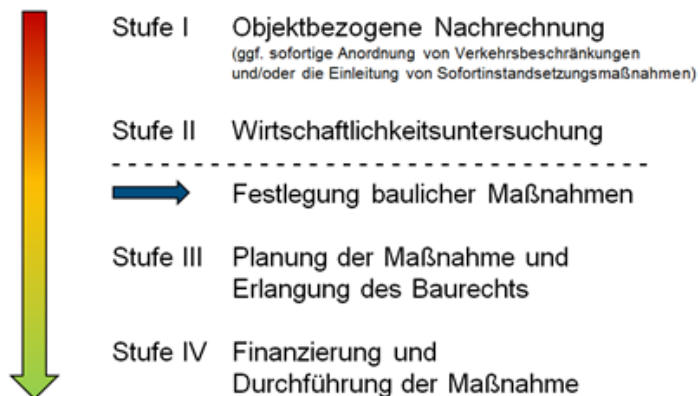 Stufe I Objektbezogene Nachrechnung
(ggf. sofortige Anordnung von Verkehrsbeschränkungen
und/oder die Einleitung von Sofortinstandsetzungsmaßnahmen)
Stufe II Wirtschaftlichkeitsuntersuchung
Festlegung baulicher Maßnahmen
Stufe III Planung der Maßnahme und
Erlangung des Baurechts
Stufe IV Finanzierung und
Durchführung der Maßnahme